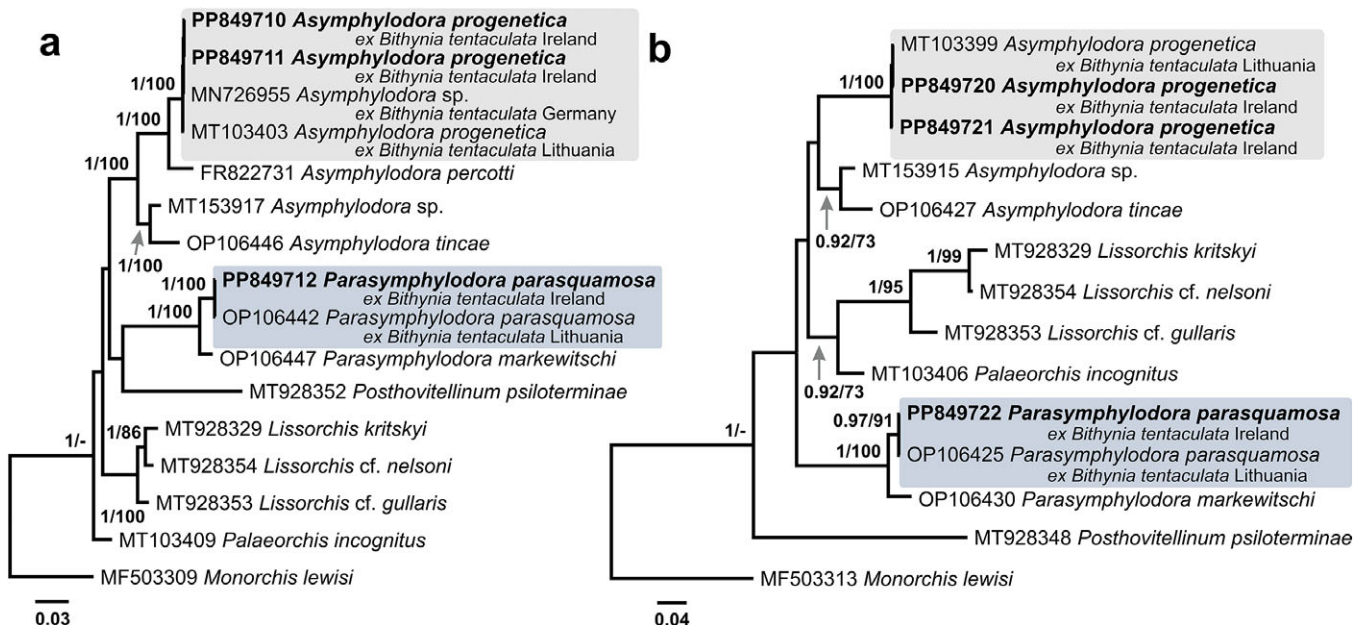 a
PP849710 Asymphylodora progenetica
ex Bithynia tentaculata Ireland
PP849711 Asymphylodora progenetica
ex Bithynia tentaculata Ireland
1/100
MN726955 Asymphylodora sp.
ex Bithynia tentaculata Germany
1/100
MT103403 Asymphylodora progenetica
ex Bithynia tentaculata Lithuania
1/100
FR822731 Asymphylodora percotti
MT153917 Asymphylodora sp.
OP106446 Asymphylodora tincae
1/100
1/100
PP849712 Parasymphylodora parasquamosa
ex Bithynia tentaculata Ireland
1/100
OP106442 Parasymphylodora parasquamosa
ex Bithynia tentaculata Lithuania
OP106447 Parasymphylodora markewitschi
MT928352 Posthovitellinum psiloterminae
1/-
1/86
MT928329 Lissorchis kritskyi
MT928354 Lissorchis cf. nelsoni
MT928353 Lissorchis cf. gullaris
1/100
MT103409 Palaeorchis incognitus
MF503309 Monorchis lewisi
0.03
b
MT103399 Asymphylodora progenetica
ex Bithynia tentaculata Lithuania
1/100
PP849720 Asymphylodora progenetica
ex Bithynia tentaculata Ireland
PP849721 Asymphylodora progenetica
ex Bithynia tentaculata Ireland
MT153915 Asymphylodora sp.
OP106427 Asymphylodora tincae
0.92/73
1/99
MT928329 Lissorchis kritskyi
1/95
MT928354 Lissorchis cf. nelsoni
MT928353 Lissorchis cf. gullaris
MT103406 Palaeorchis incognitus
0.92/73
0.97/91
PP849722 Parasymphylodora parasquamosa
ex Bithynia tentaculata Ireland
1/-
1/100
OP106425 Parasymphylodora parasquamosa
ex Bithynia tentaculata Lithuania
OP106430 Parasymphylodora markewitschi
MT928348 Posthovitellinum psiloterminae
MF503313 Monorchis lewisi
0.04